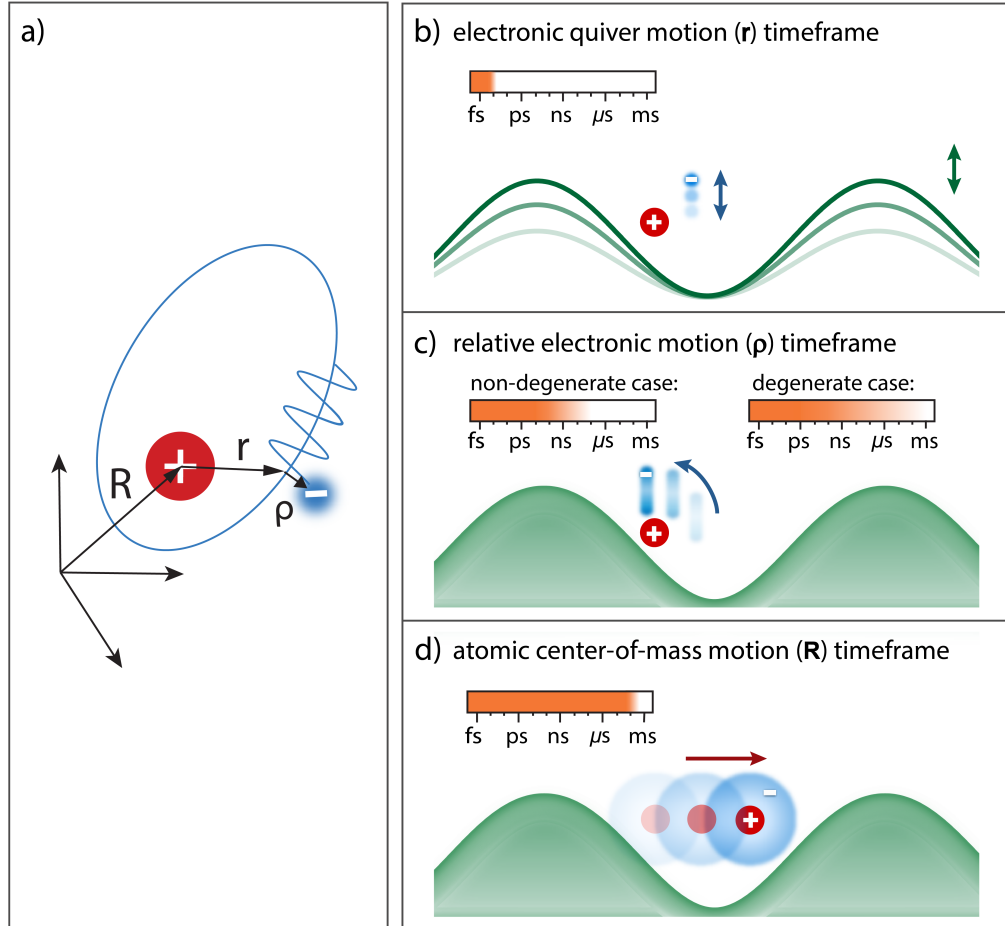 a)
R
r
ρ
b) electronic quiver motion (r) timeframe
fs ps ns µs ms
c) relative electronic motion (ρ) timeframe
non-degenerate case: degenerate case:
fs ps ns µs ms fs ps ns µs ms
d) atomic center-of-mass motion (R) timeframe
fs ps ns µs ms